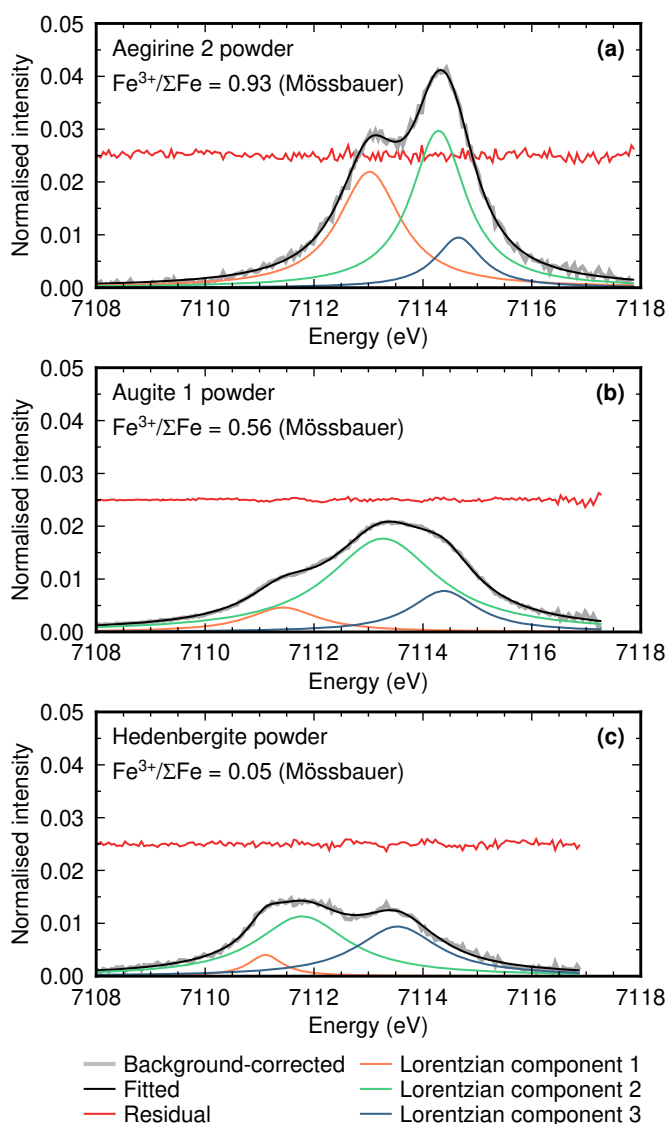 0.05
0.04
0.03
0.02
0.01
0.00
Normalised intensity
Aegirine 2 powder
(a)
Fe³⁺/ΣFe = 0.93 (Mössbauer)
7108 7110 7112 7114 7116 7118
Energy (eV)
0.05
0.04
0.03
0.02
0.01
0.00
Normalised intensity
Augite 1 powder
(b)
Fe³⁺/ΣFe = 0.56 (Mössbauer)
7108 7110 7112 7114 7116 7118
Energy (eV)
0.05
0.04
0.03
0.02
0.01
0.00
Normalised intensity
Hedenbergite powder
(c)
Fe³⁺/ΣFe = 0.05 (Mössbauer)
7108 7110 7112 7114 7116 7118
Energy (eV)
Background-corrected
Fitted
Residual
Lorentzian component 1
Lorentzian component 2
Lorentzian component 3